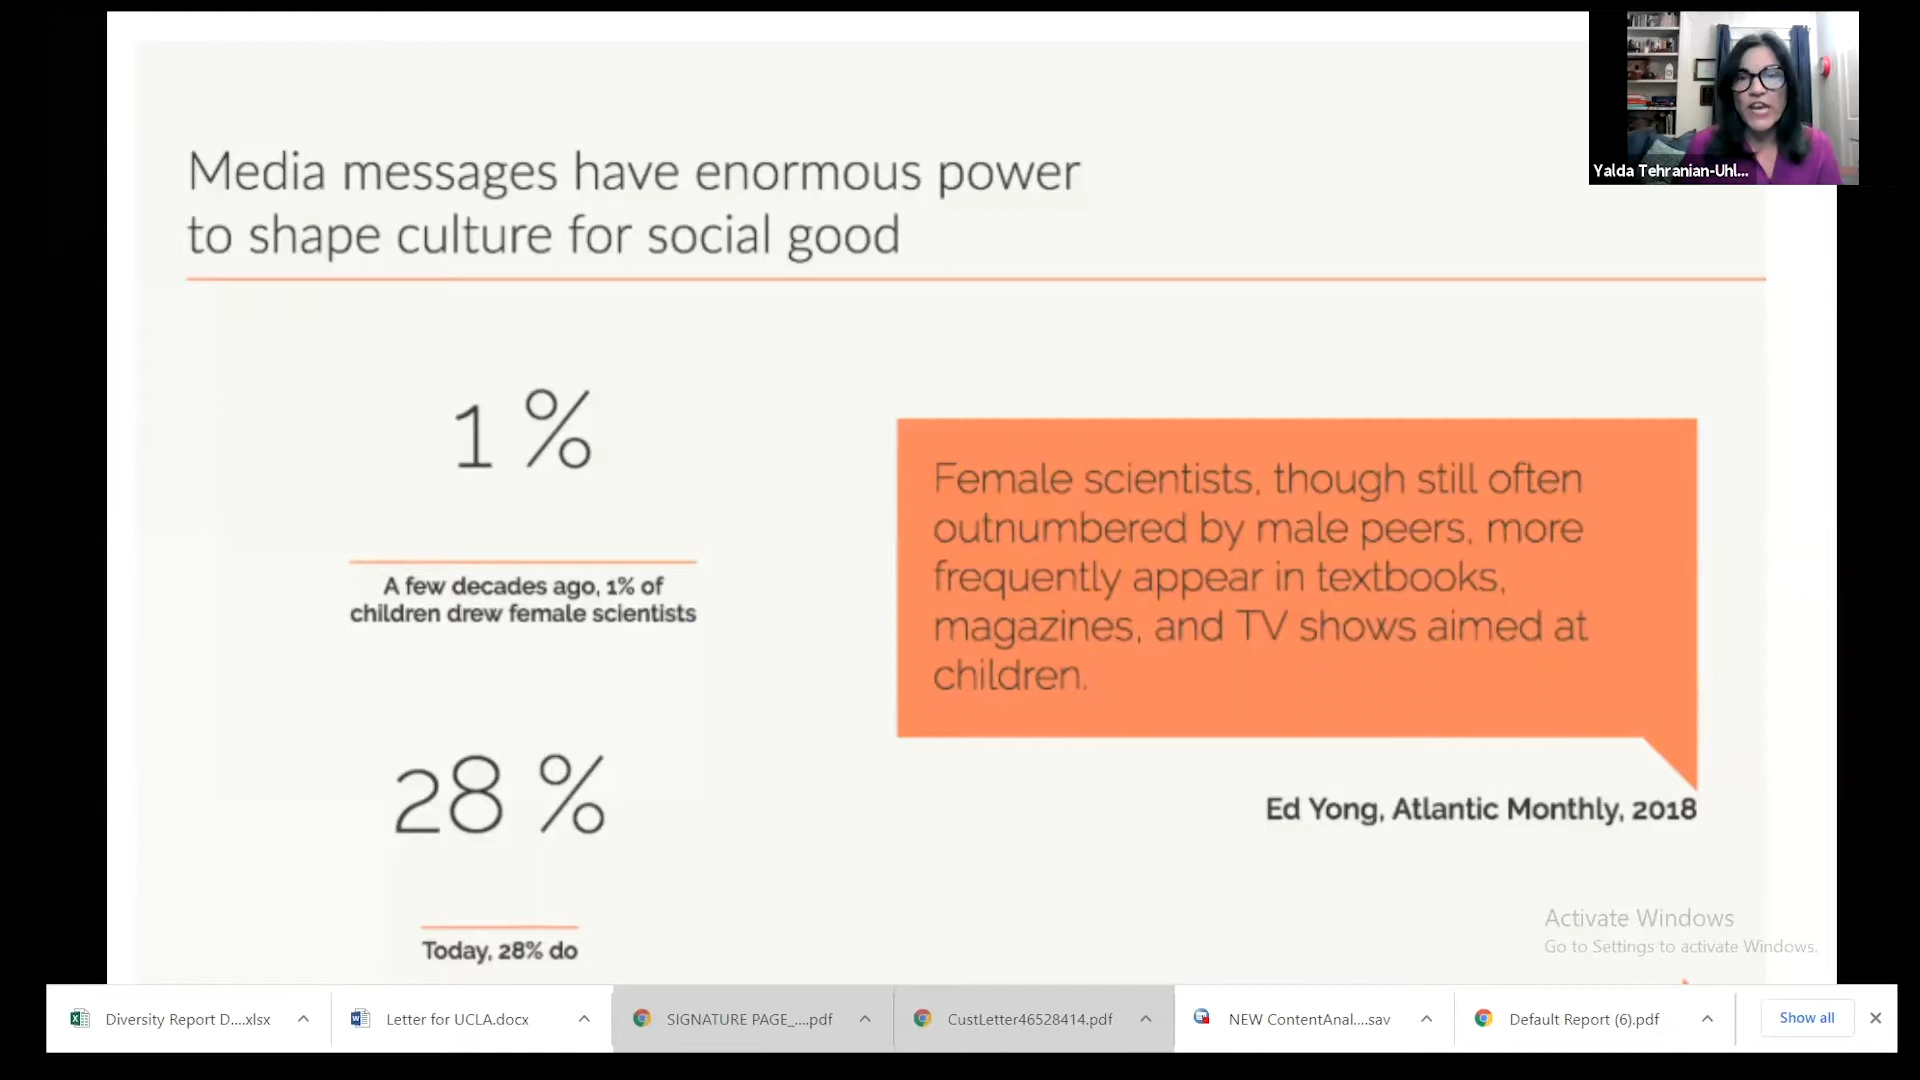 Media messages have enormous power
to shape culture for social good
Yalda Tehranian-Uhl...
1 %
A few decades ago, 1% of
children drew female scientists
28 %
Today, 28% do
Female scientists, though still often
outnumbered by male peers, more
frequently appear in textbooks,
magazines, and TV shows aimed at
children.
Ed Yong, Atlantic Monthly, 2018
Activate Windows
Go to Settings to activate Windows.
Diversity Report D....xlsx
Letter for UCLA.docx
SIGNATURE PAGE_....pdf
CustLetter46528414.pdf
NEW ContentAnal....sav
Default Report (6).pdf
Show all